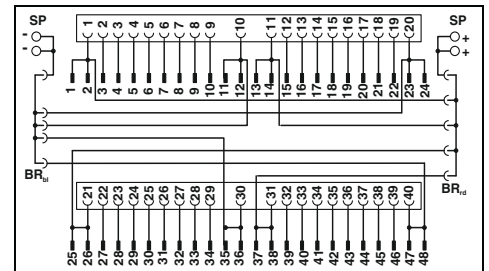 SP 1 2 3 4 5 6 7 8 9 10 11 12 13 14 15 16 17 18 19 20 SP
- +
- +
1 2 3 4 5 6 7 8 9 10 11 12 13 14 15 16 17 18 19 20 21 22 23 24
BRbl BRrd
21 22 23 24 25 26 27 28 29 30 31 32 33 34 35 36 37 38 39 40
25 26 27 28 29 30 31 32 33 34 35 36 37 38 39 40 41 42 43 44 45 46 47 48